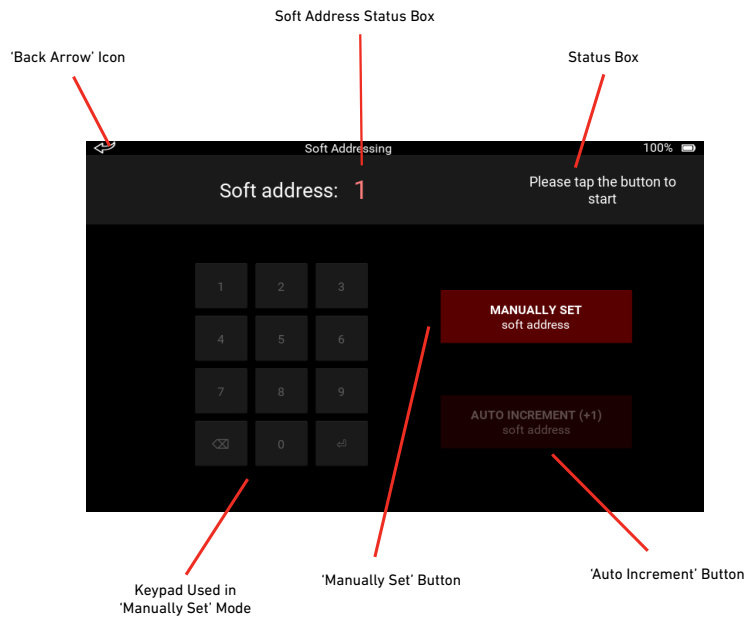 Soft Address Status Box
‘Back Arrow’ Icon
Status Box
Soft Addressing
100%
Soft address: 1
Please tap the button to
start
1 2 3
4 5 6
7 8 9
0
MANUALLY SET
soft address
AUTO INCREMENT (+1)
soft address
Keypad Used in
‘Manually Set’ Mode
‘Manually Set’ Button
‘Auto Increment’ Button